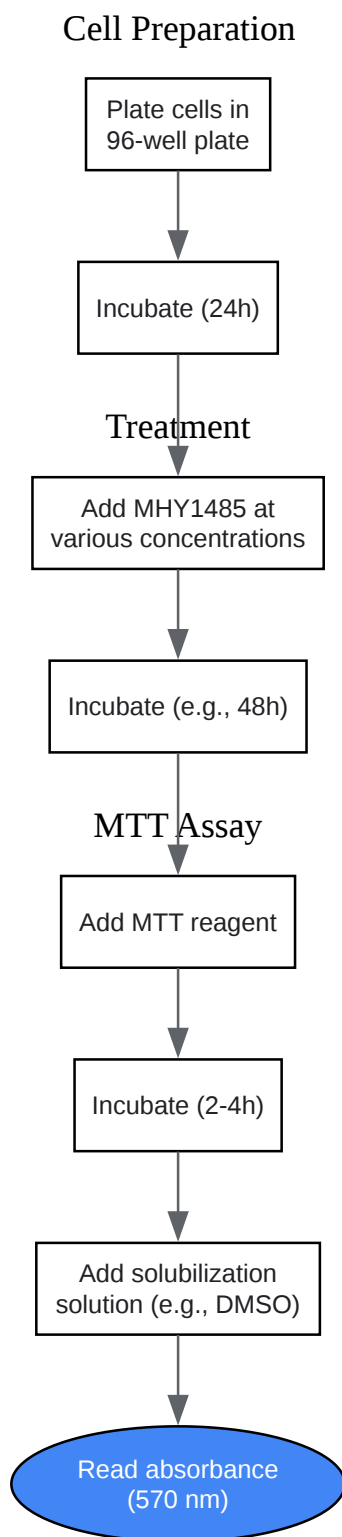 Cell Preparation
Plate cells in
96-well plate
Incubate (24h)
Treatment
Add MHY1485 at
various concentrations
Incubate (e.g., 48h)
MTT Assay
Add MTT reagent
Incubate (2-4h)
Add solubilization
solution (e.g., DMSO)
Read absorbance
(570 nm)